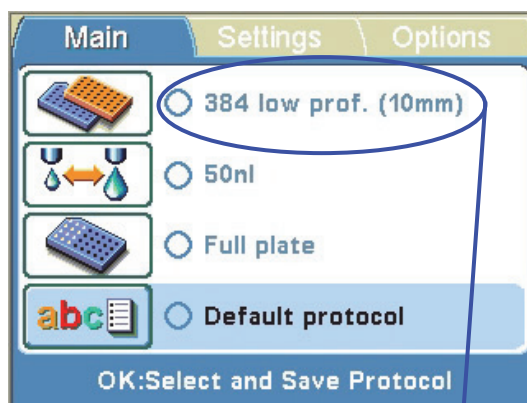 Main Settings Options
384 low prof. (10mm)
50nl
Full plate
abc Default protocol
OK:Select and Save Protocol